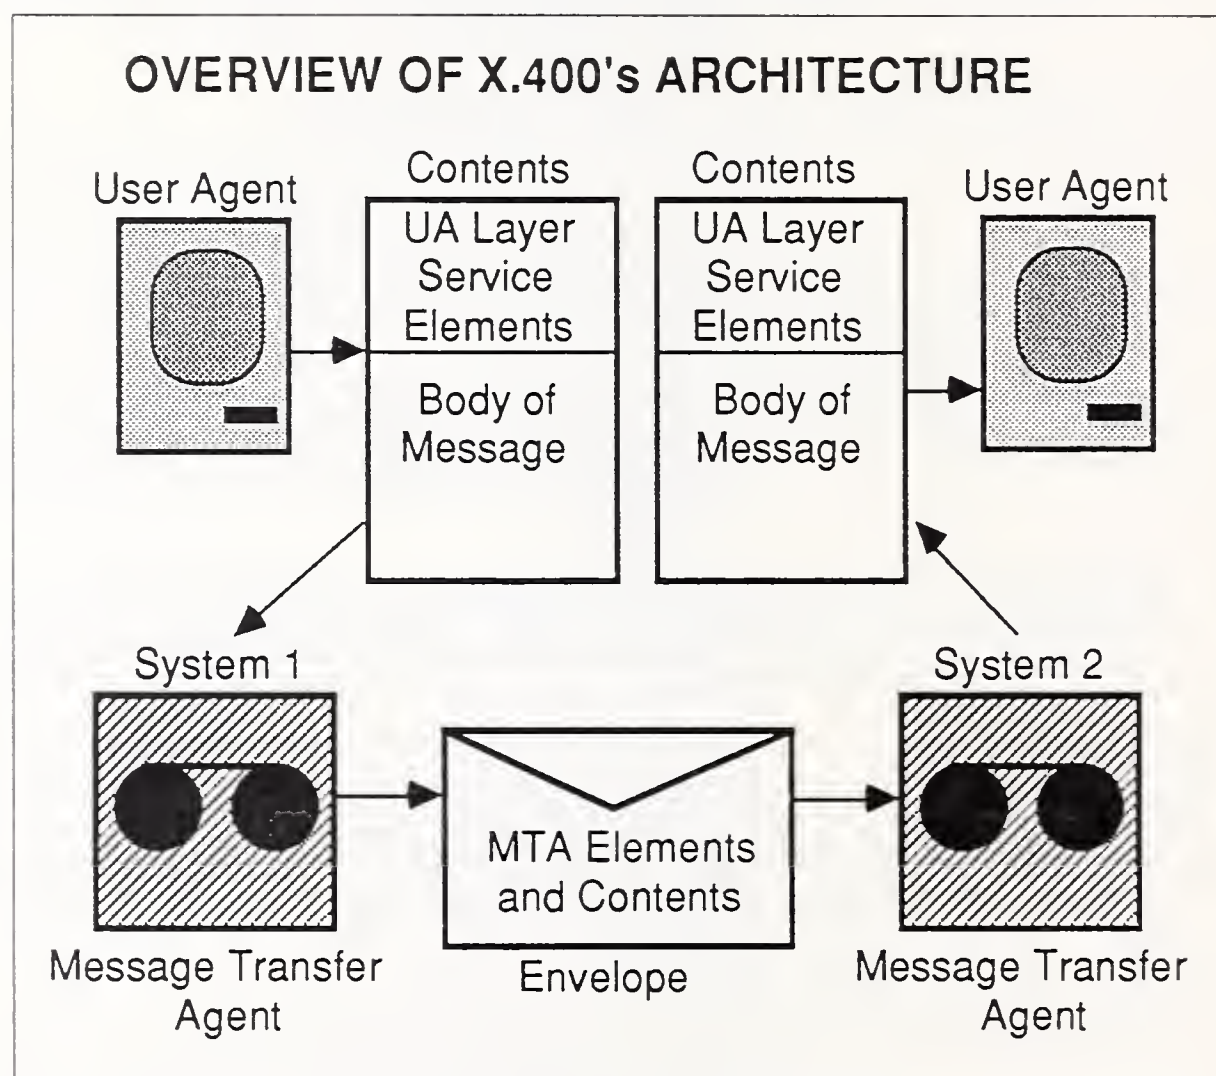 OVERVIEW OF X.400's ARCHITECTURE
User Agent
Contents
UA Layer
Service
Elements
Body of
Message
Contents
UA Layer
Service
Elements
Body of
Message
User Agent
System 1
Message Transfer
Agent
MTA Elements
and Contents
Envelope
System 2
Message Transfer
Agent